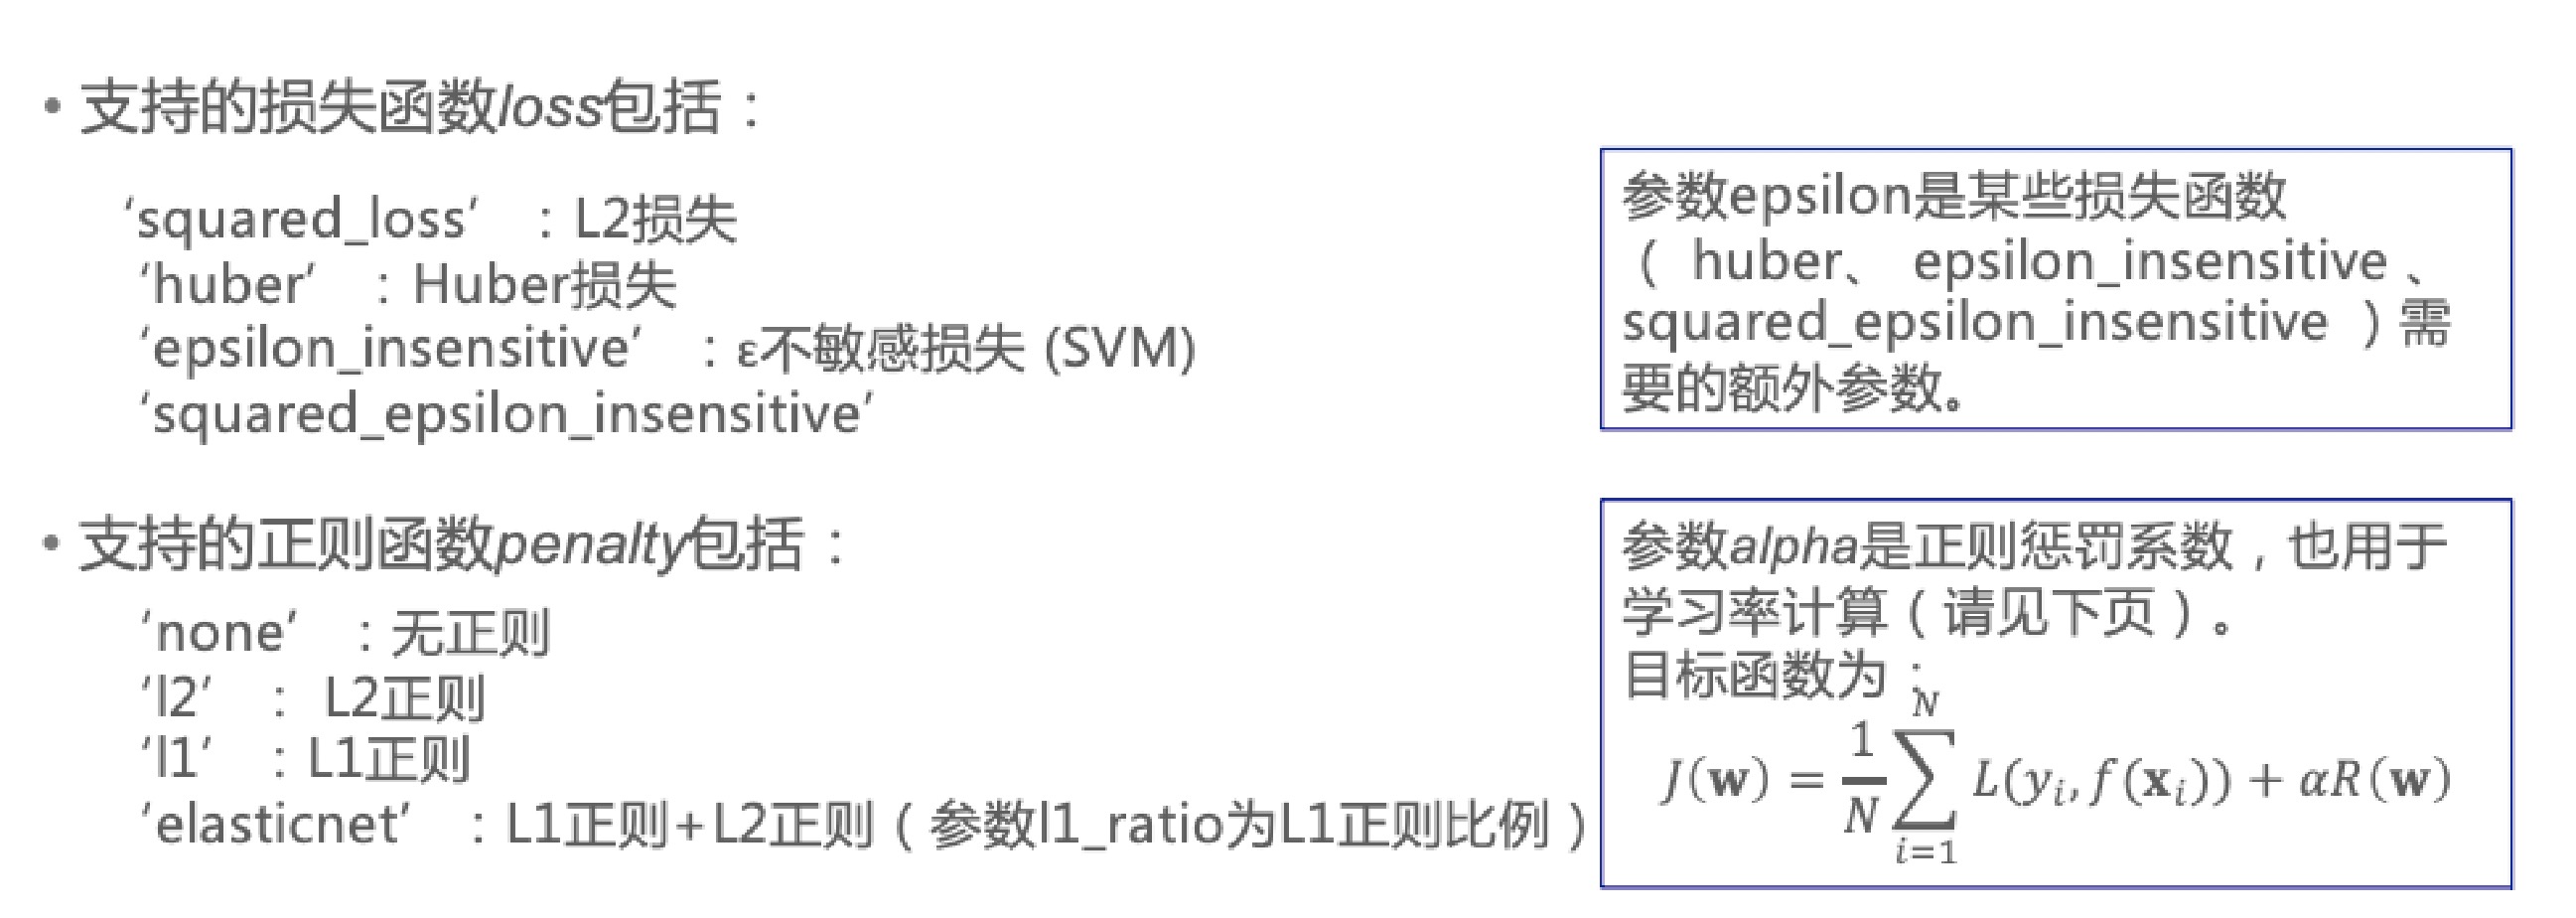 • 支持的损失函数loss包括：
‘squared_loss’ ：L2损失
‘huber’ ：Huber损失
‘epsilon_insensitive’ ：ε不敏感损失 (SVM)
‘squared_epsilon_insensitive’
参数epsilon是某些损失函数
（ huber、 epsilon_insensitive 、
squared_epsilon_insensitive ）需
要的额外参数。
• 支持的正则函数penalty包括：
‘none’ ：无正则
‘l2’ ： L2正则
‘l1’ ：L1正则
‘elasticnet’ ：L1正则+L2正则（参数l1_ratio为L1正则比例）
参数alpha是正则惩罚系数，也用于
学习率计算（请见下页）。
目标函数为：
J(w) = \frac{1}{N} \sum_{i=1}^{N} L(y_i, f(x_i)) + αR(w)